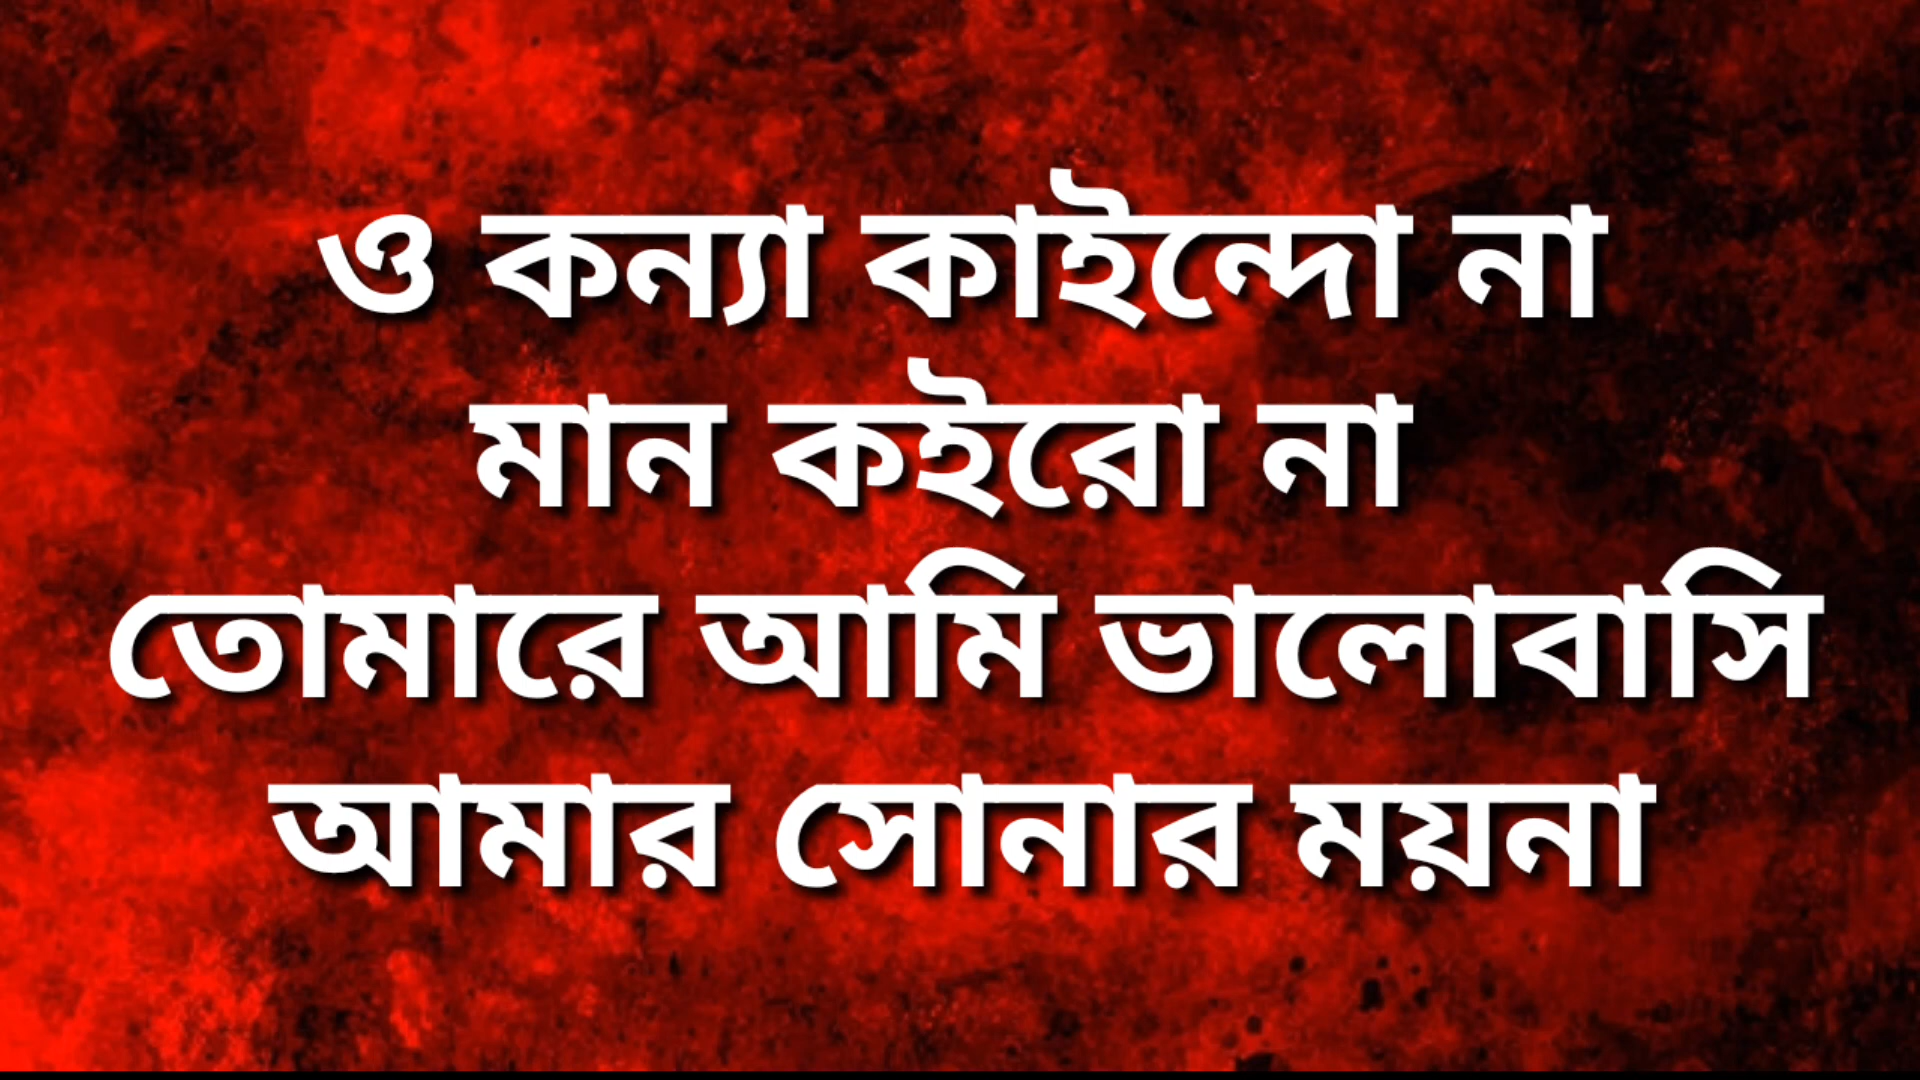 ও কন্যা কাইন্দো না
মান কইরো না
তোমারে আমি ভালোবাসি
আমার সোনার ময়না